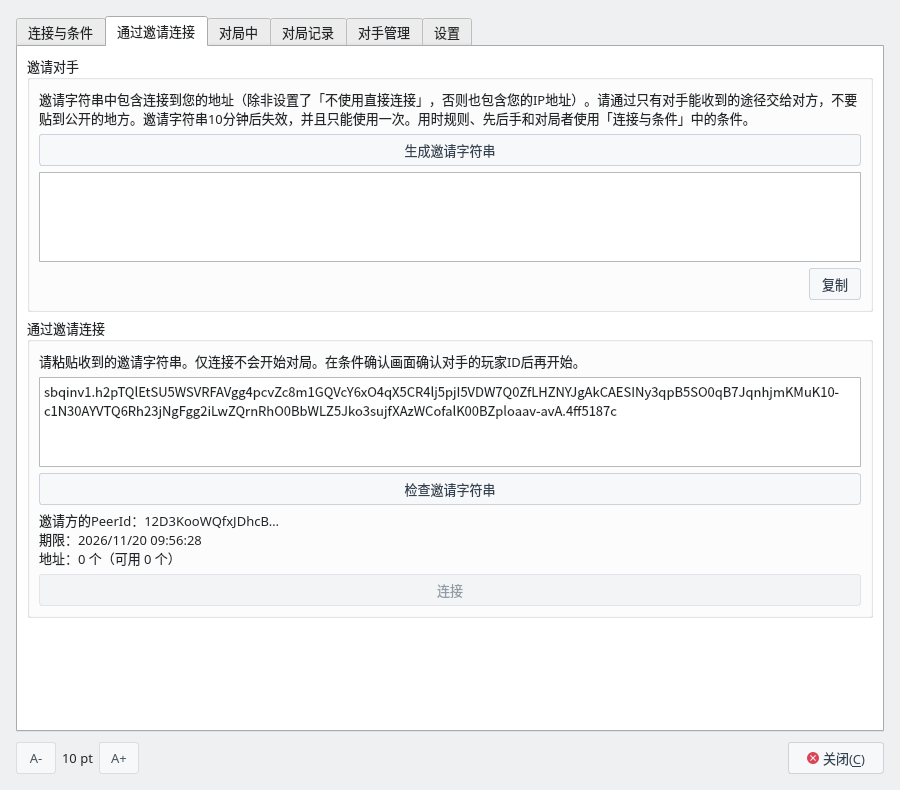 连接与条件
通过邀请连接
对局中
对局记录
对手管理
设置
邀请对手
邀请字符串中包含连接到您的地址（除非设置了「不使用直接连接」，否则也包含您的IP地址）。请通过只有对手能收到的途径交给对方，不要
贴到公开的地方。邀请字符串10分钟后失效，并且只能使用一次。用时规则、先后手和对局者使用「连接与条件」中的条件。
生成邀请字符串
复制
通过邀请连接
请粘贴收到的邀请字符串。仅连接不会开始对局。在条件确认画面确认对手的玩家ID后再开始。
sbqinv1.h2pTQlEtSU5WSVRFAVgg4pcvZc8m1GQVcY6xO4qX5CR4lj5pjI5VDW7Q0ZfLHZNYJgAkCAESINy3qpB5SO0qB7JqnhjmKMuK10-
c1N30AYVTQ6Rh23jNgFgg2iLwZQrnRhO0BbWLZ5Jko3sujfXAzWCofalK00BZploaav-avA.4ff5187c
检查邀请字符串
邀请方的PeerId：12D3KooWQfxJDhcB…
期限：2026/11/20 09:56:28
地址：0 个（可用 0 个）
连接
A-
10 pt
A+
关闭(C)